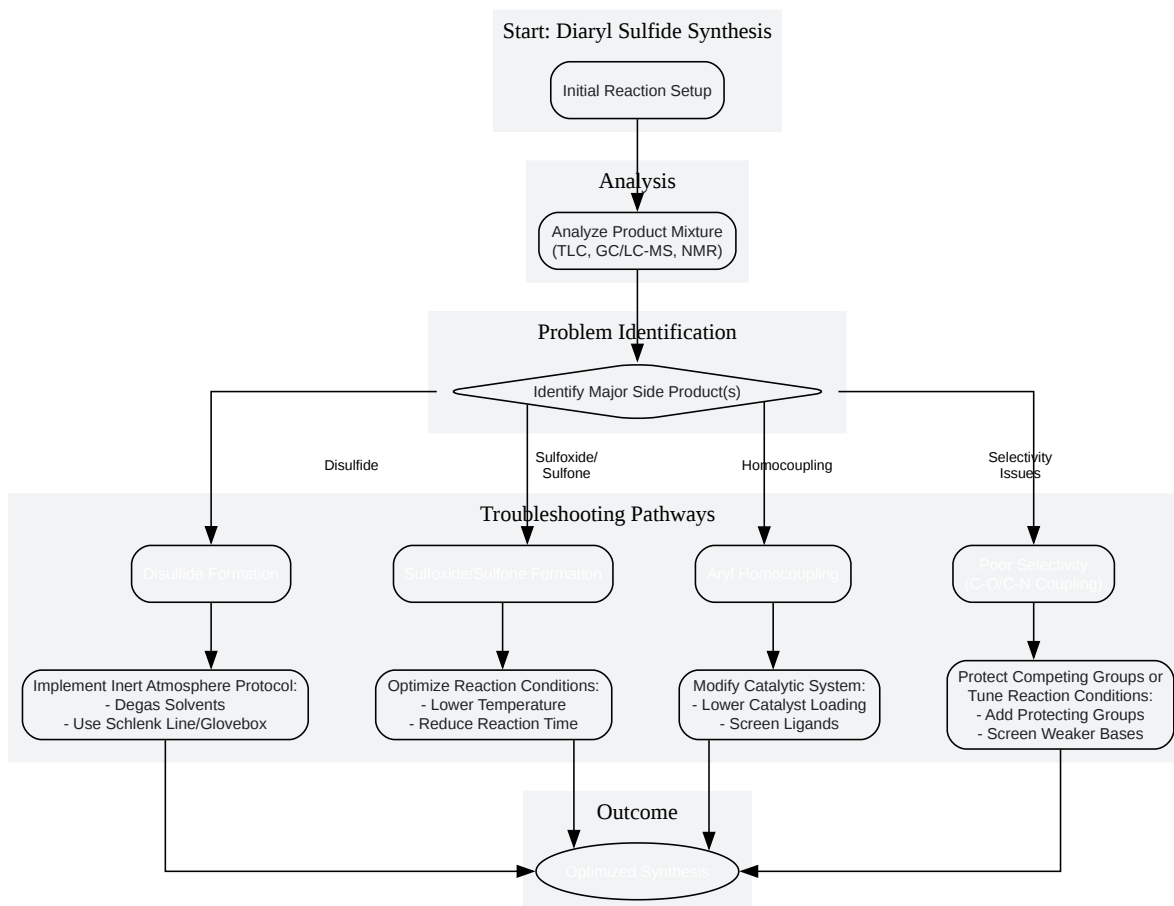 Start: Diaryl Sulfide Synthesis
Initial Reaction Setup
Analysis
Analyze Product Mixture
(TLC, GC/LC-MS, NMR)
Problem Identification
Identify Major Side Product(s)
Disulfide
Sulfoxide/
Sulfone
Homocoupling
Selectivity
Issues
Troubleshooting Pathways
Disulfide Formation
Sulfoxide/Sulfone Formation
Aryl Homocoupling
Poor Selectivity
(C-O/C-N Coupling)
Implement Inert Atmosphere Protocol:
- Degas Solvents
- Use Schlenk Line/Glovebox
Optimize Reaction Conditions:
- Lower Temperature
- Reduce Reaction Time
Modify Catalytic System:
- Lower Catalyst Loading
- Screen Ligands
Protect Competing Groups or
Tune Reaction Conditions:
- Add Protecting Groups
- Screen Weaker Bases
Outcome
Optimized Synthesis